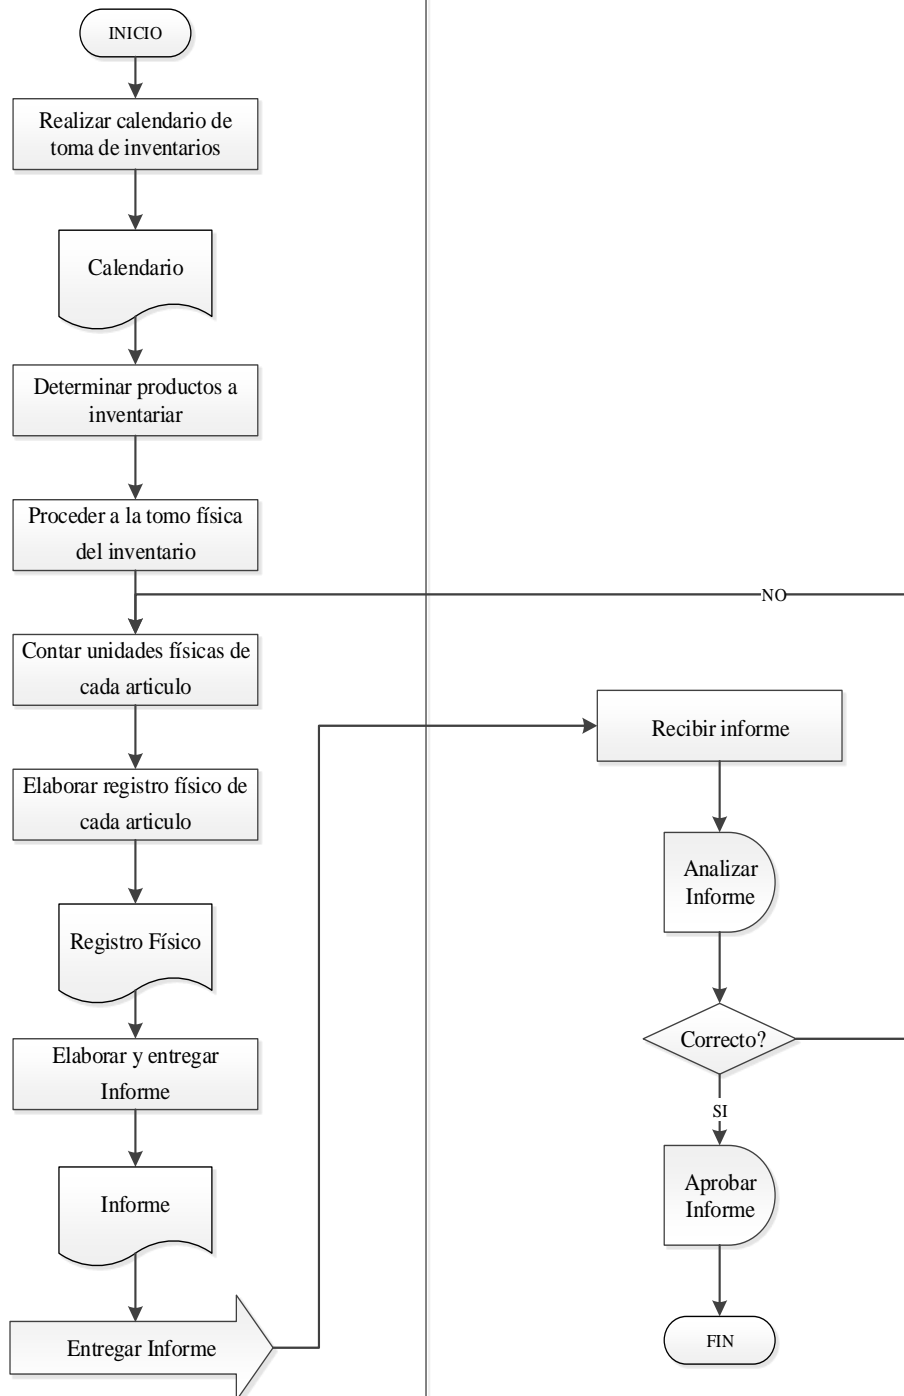 INICIO
Realizar calendario de
toma de inventarios
Calendario
Determinar productos a
inventariar
Proceder a la tomo física
del inventario
Contar unidades físicas de
cada articulo
Elaborar registro físico de
cada articulo
Registro Físico
Elaborar y entregar
Informe
Informe
Entregar Informe
NO
Recibir informe
Analizar
Informe
Correcto?
SI
Aprobar
Informe
FIN